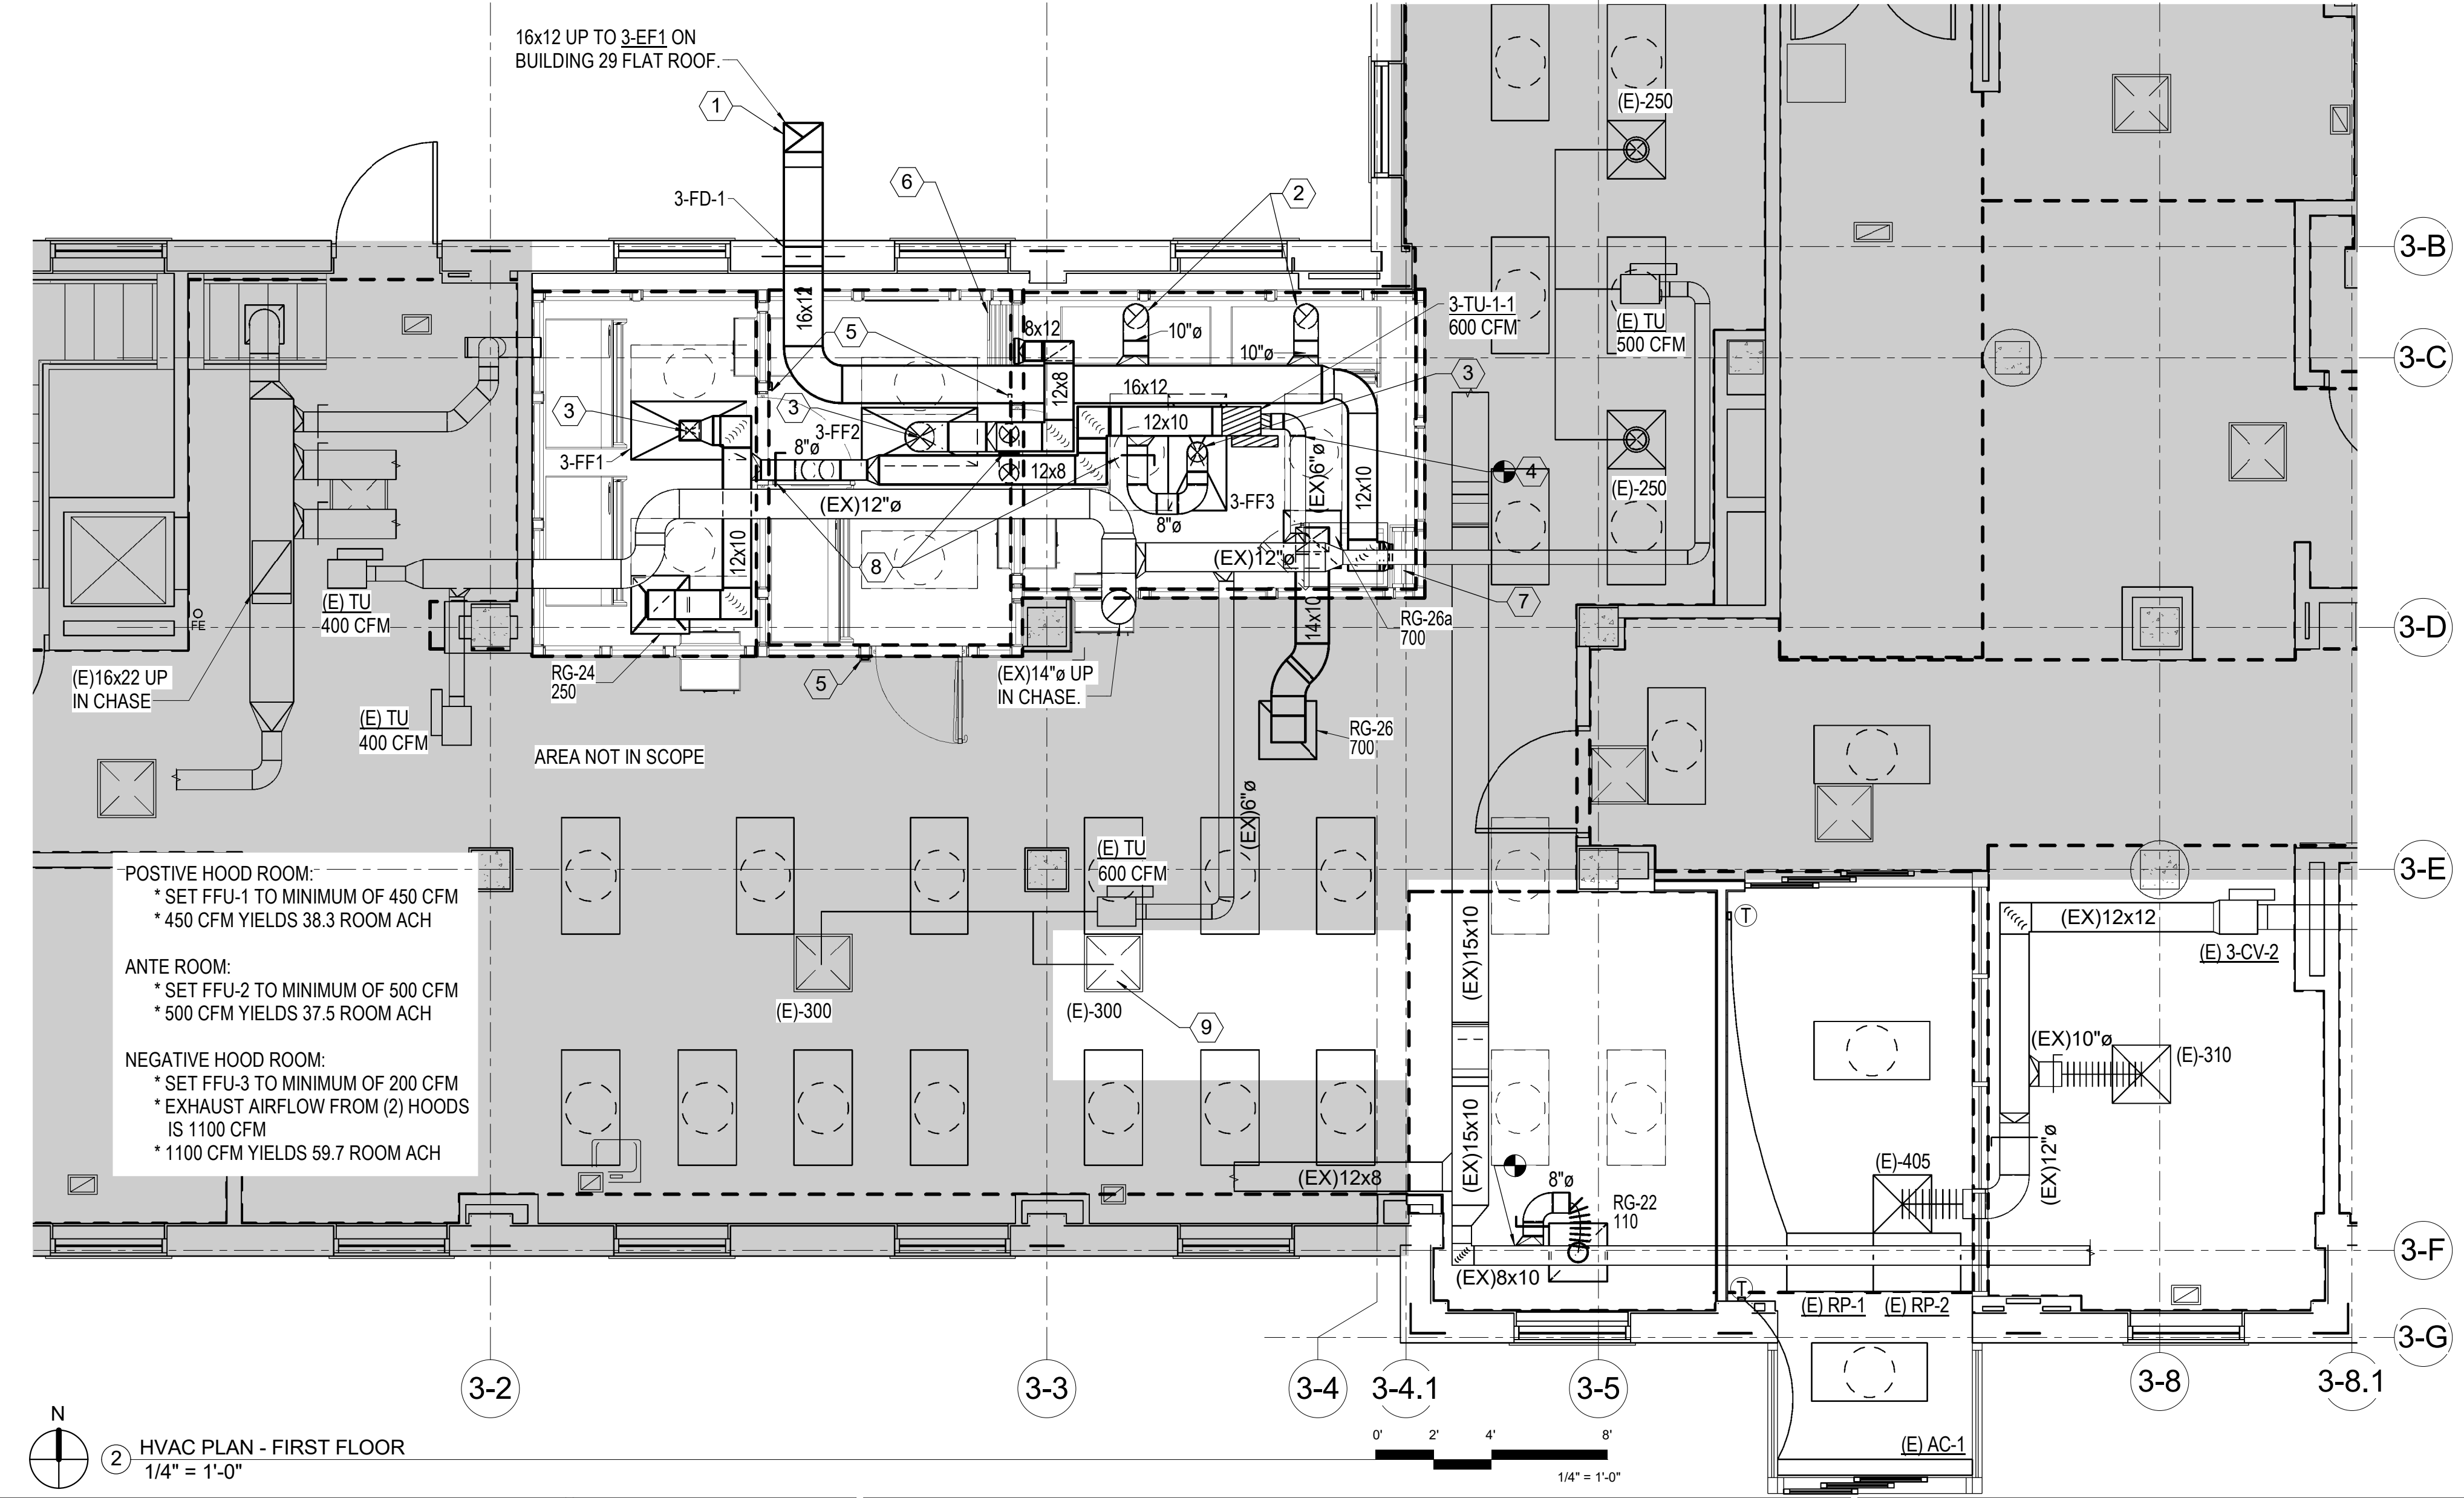 16x12 UP TO 3-EF1 ON
BUILDING 29 FLAT ROOF.
1
6
2
3-FD-1
(E)-250
3-B
16x12
5
8x12
10"ø
10"ø
3-TU-1-1
600 CFM
(E) TU
500 CFM
3-C
3
3
3
16x12
12x8
12x10
3-FF2
8"ø
3-FF1
12x8
(EX)6"ø
12x10
4
(E)-250
(EX)12"ø
8"ø
3-FF3
12x10
8
(EX)12"ø
(E) TU
400 CFM
FE
7
14x10
RG-26a
700
3-D
(E)16x22 UP
IN CHASE
RG-24
250
5
(EX)14"ø UP
IN CHASE.
(E) TU
400 CFM
RG-26
700
AREA NOT IN SCOPE
(EX)6"ø
(E) TU
600 CFM
3-E
POSTIVE HOOD ROOM:
* SET FFU-1 TO MINIMUM OF 450 CFM
* 450 CFM YIELDS 38.3 ROOM ACH
ANTE ROOM:
* SET FFU-2 TO MINIMUM OF 500 CFM
* 500 CFM YIELDS 37.5 ROOM ACH
NEGATIVE HOOD ROOM:
* SET FFU-3 TO MINIMUM OF 200 CFM
* EXHAUST AIRFLOW FROM (2) HOODS
IS 1100 CFM
* 1100 CFM YIELDS 59.7 ROOM ACH
(E)-300
(E)-300
9
(EX)15x10
T
(EX)12x12
(E) 3-CV-2
(EX)10"ø
(E)-310
(EX)15x10
(EX)12x8
8"ø
RG-22
110
(E)-405
(EX)12"ø
(EX)8x10
T
(E) RP-1
(E) RP-2
3-F
3-G
3-2
3-3
3-4
3-4.1
3-5
3-8
3-8.1
N
2
HVAC PLAN - FIRST FLOOR
1/4" = 1'-0"
0'
2'
4'
8'
1/4" = 1'-0"
(E) AC-1